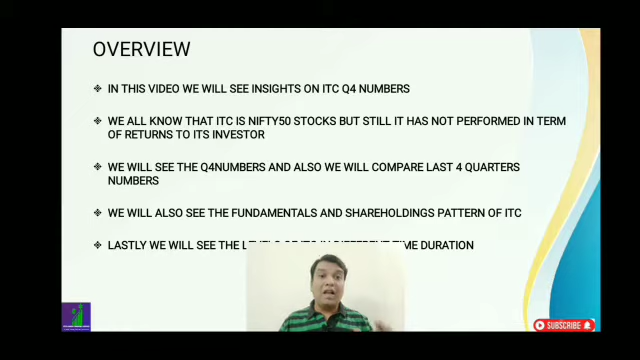 OVERVIEW
IN THIS VIDEO WE WILL SEE INSIGHTS ON ITC Q4 NUMBERS
WE ALL KNOW THAT ITC IS NIFTY50 STOCKS BUT STILL IT HAS NOT PERFORMED IN TERM
OF RETURNS TO ITS INVESTOR
WE WILL SEE THE Q4NUMBERS AND ALSO WE WILL COMPARE LAST 4 QUARTERS
NUMBERS
WE WILL ALSO SEE THE FUNDAMENTALS AND SHAREHOLDINGS PATTERN OF ITC
LASTLY WE WILL SEE THE LEVELS OF ITC IN DIFFERENT TIME DURATION
SUBSCRIBE